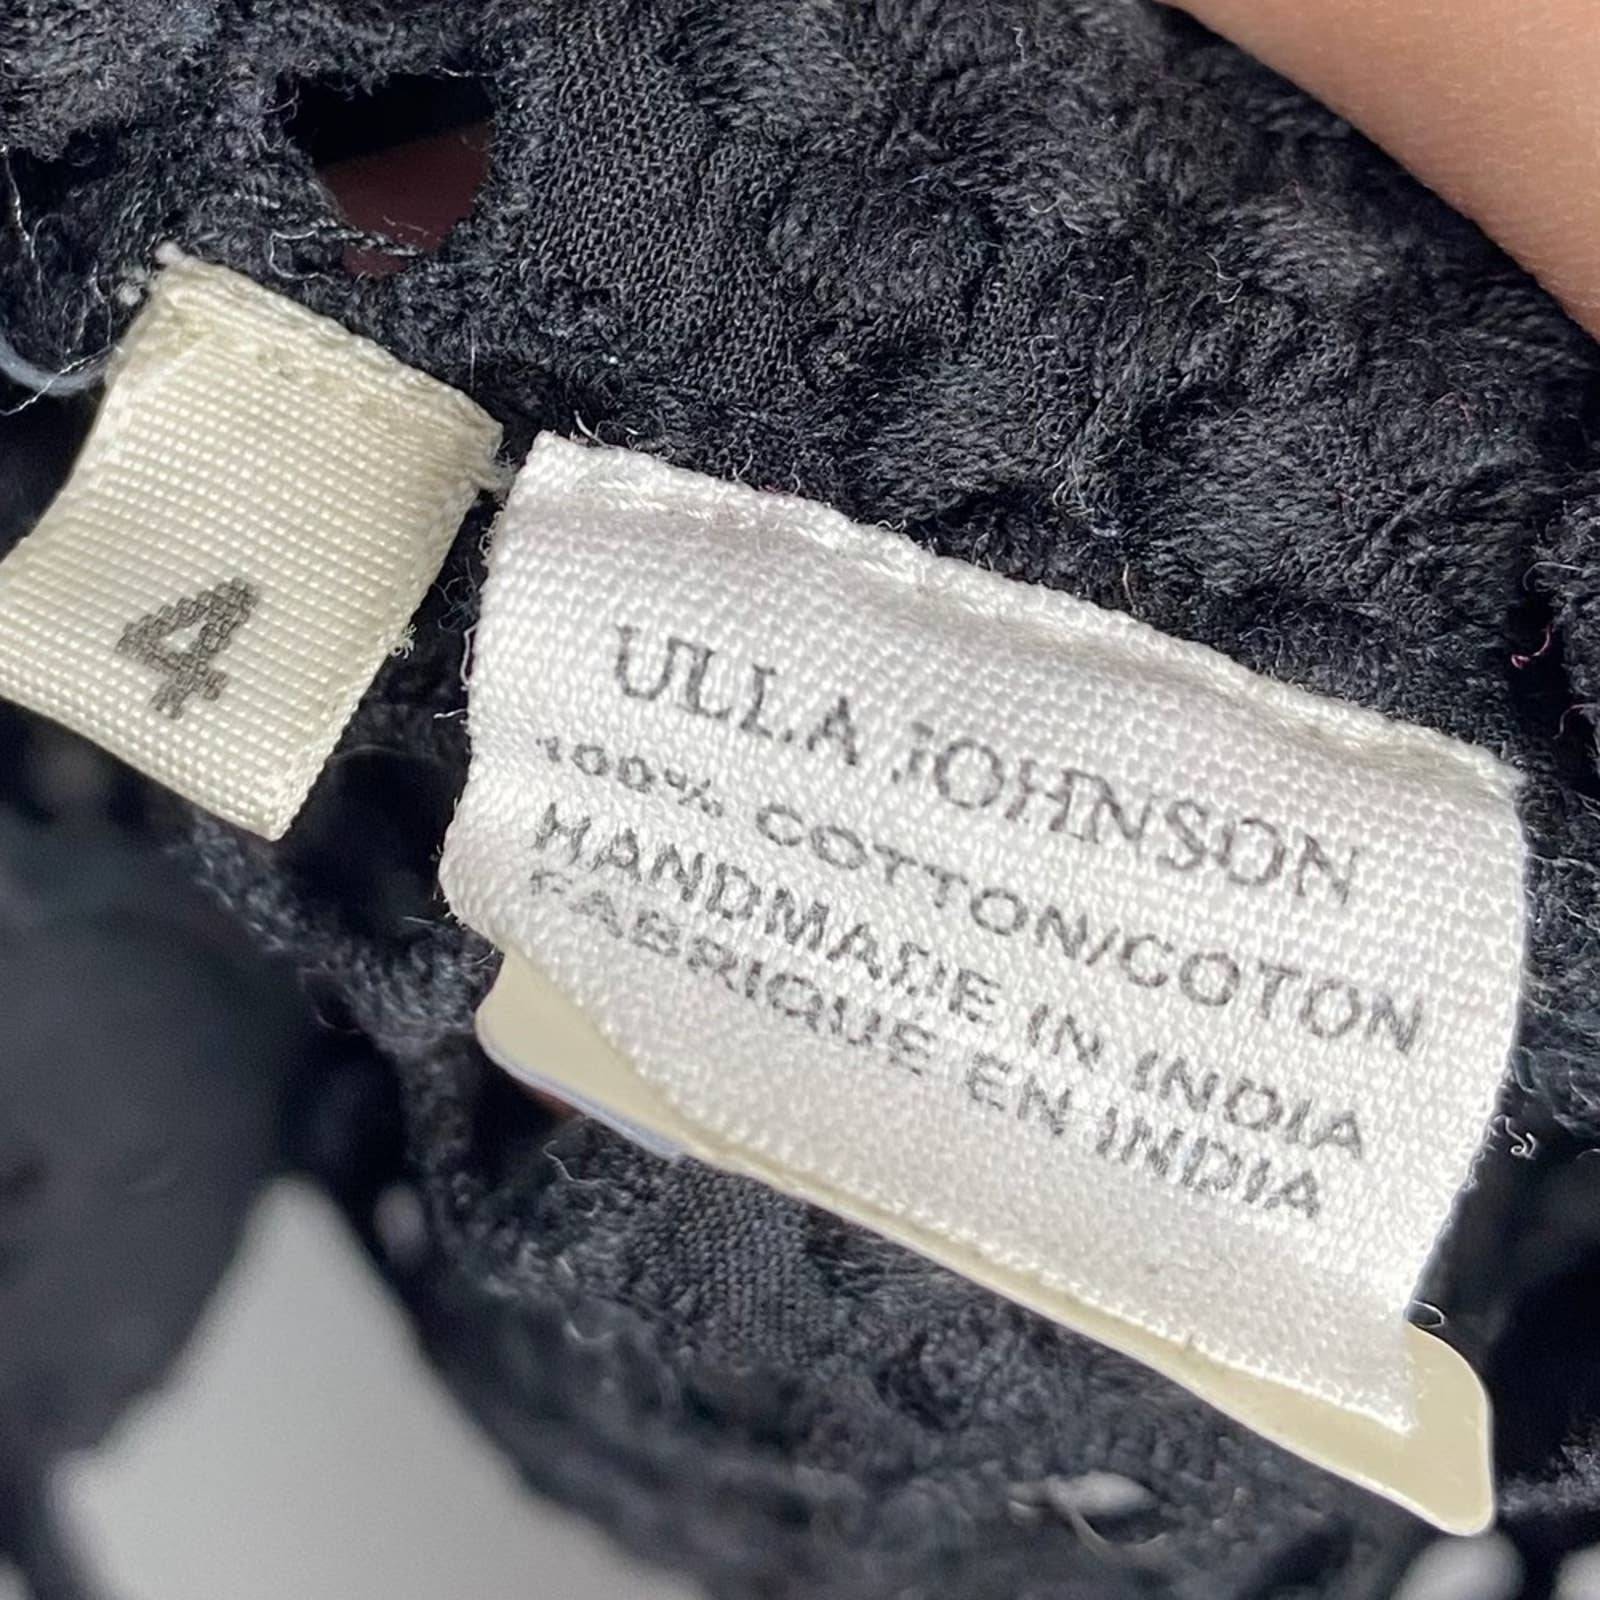 4
ULLA JOHNSON
100% COTTON/COTON
HANDMADE IN INDIA
FABRIQUE EN INDIA